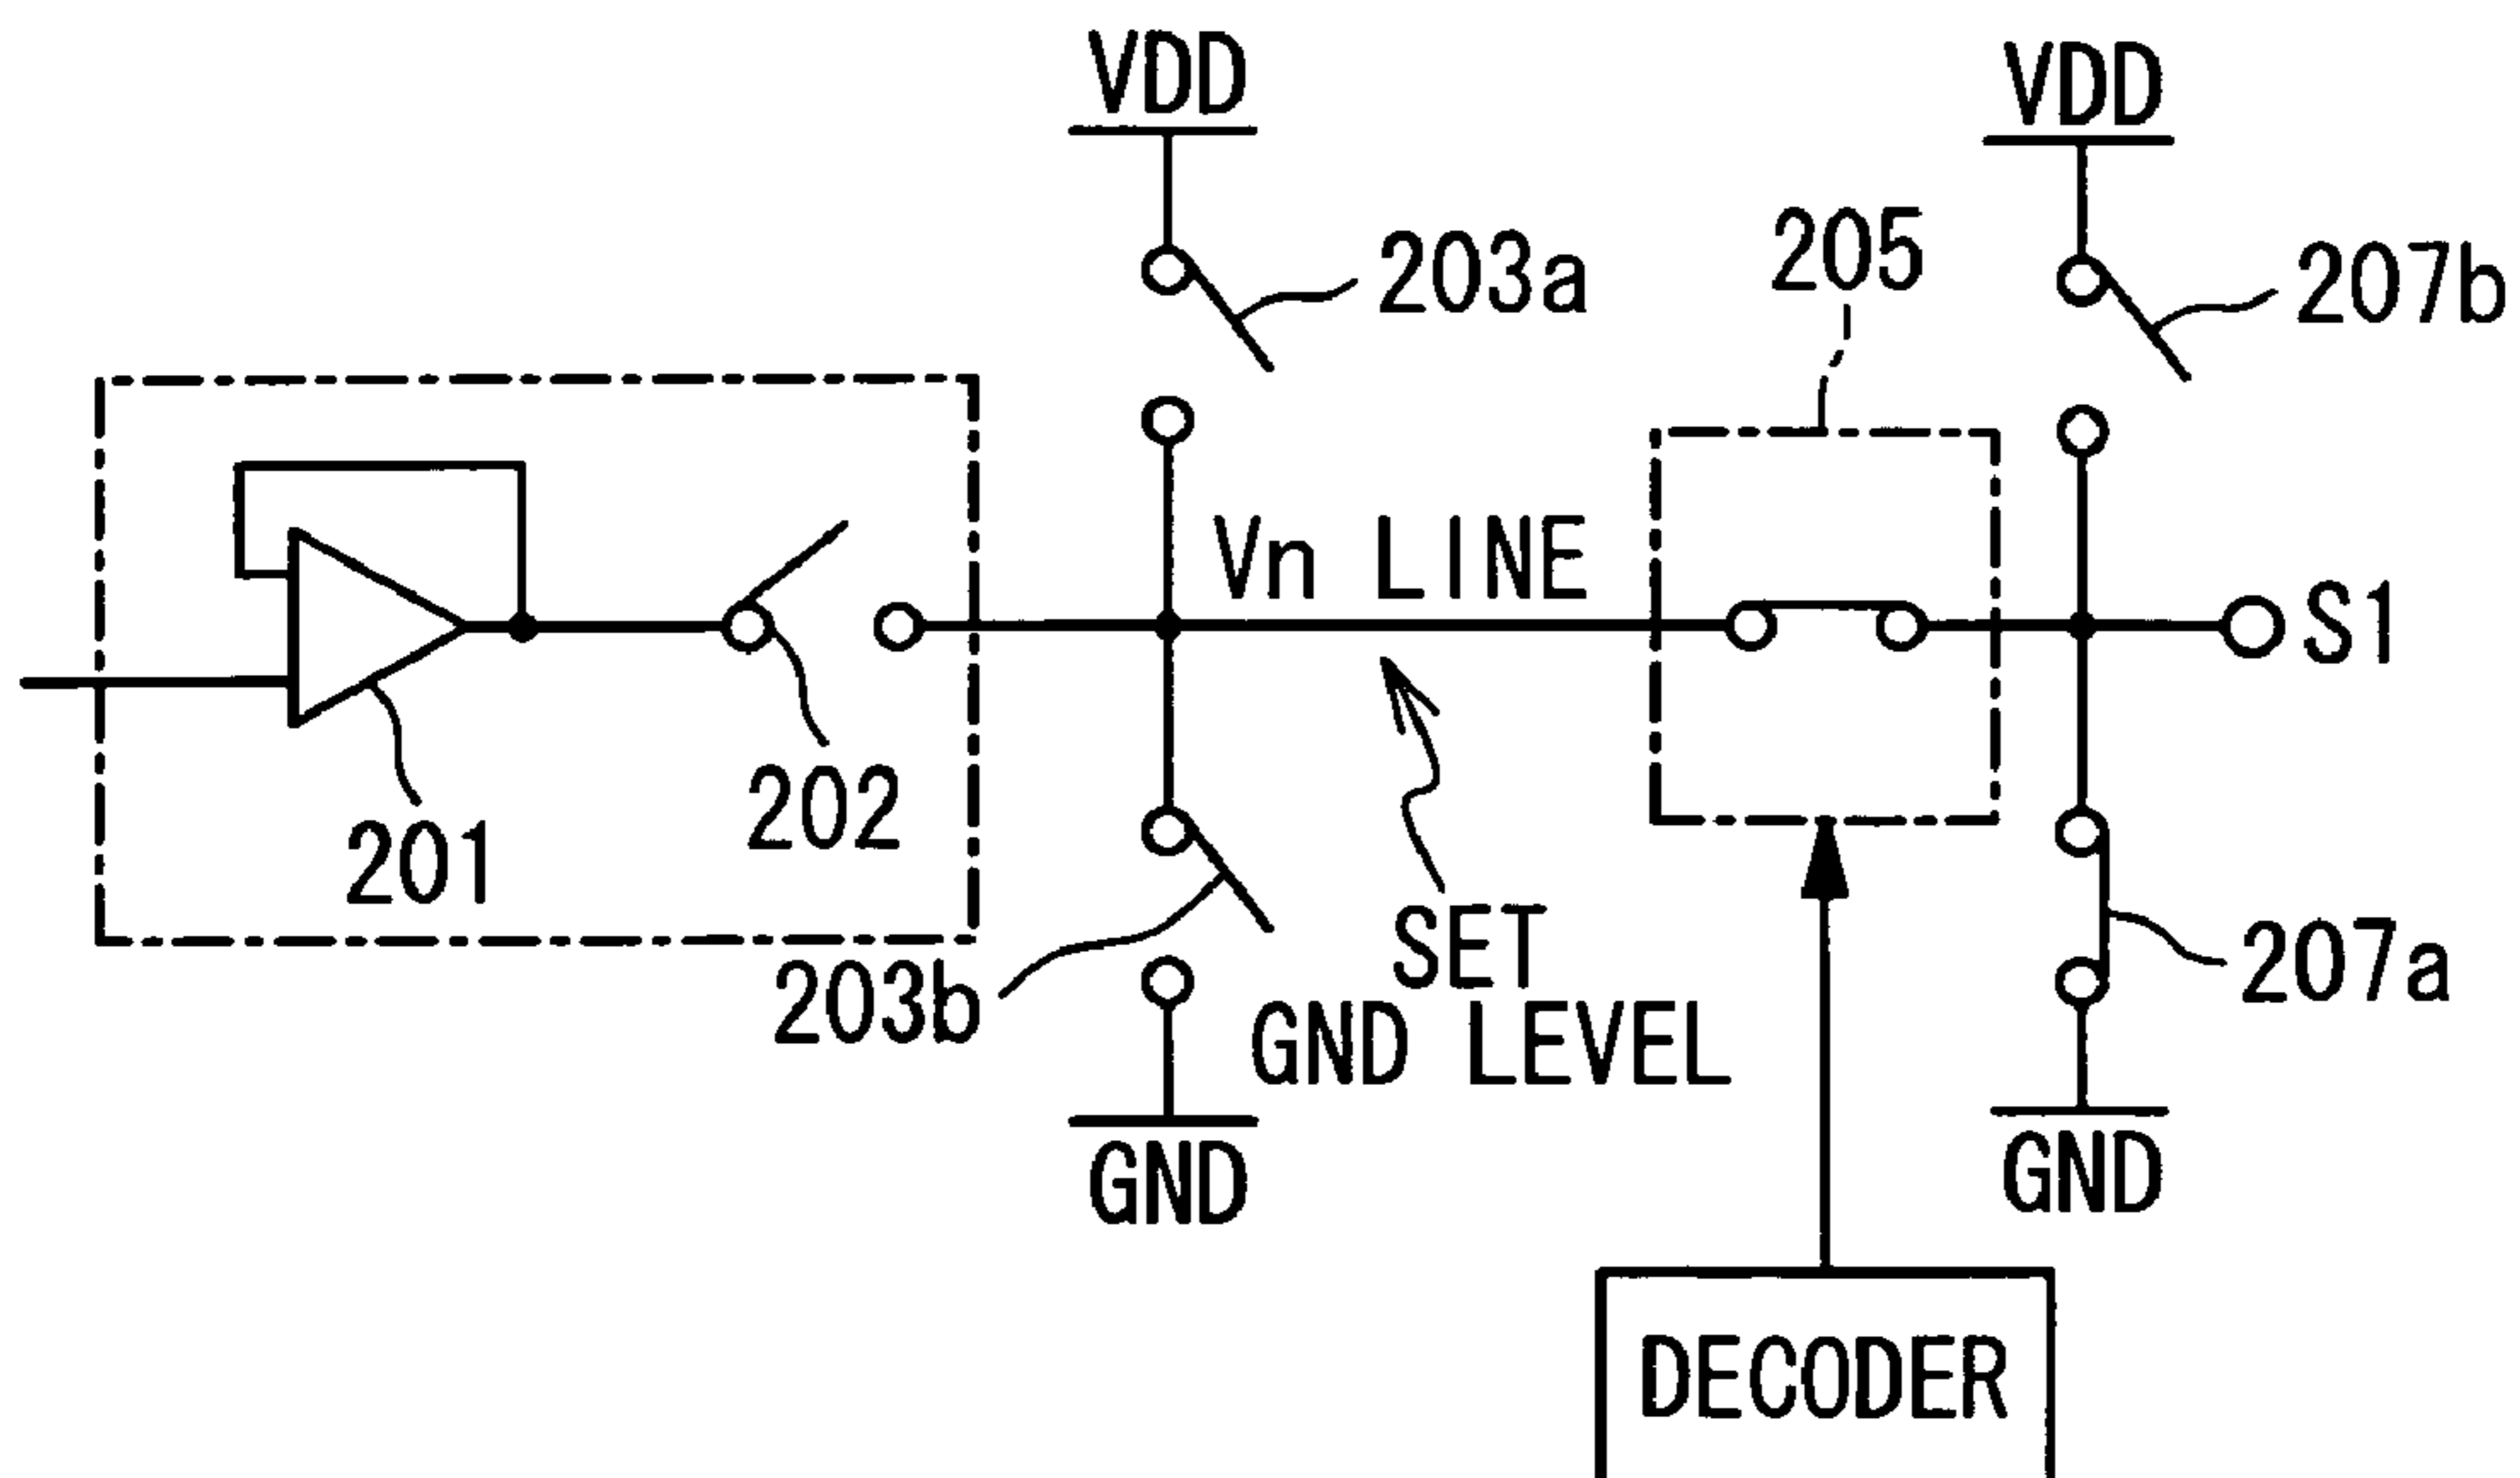 VDD
VDD
203a
205
207b
Vn LINE
S1
202
201
203b
SET
GND LEVEL
207a
GND
GND
DECODER